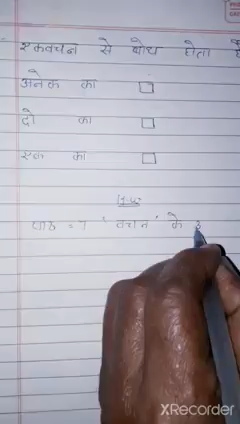 एकवचन से बोध होता है
अनेक का
दो का
एक का
गृ.का.
पाठ = 7 'वचन' के
XRecorder